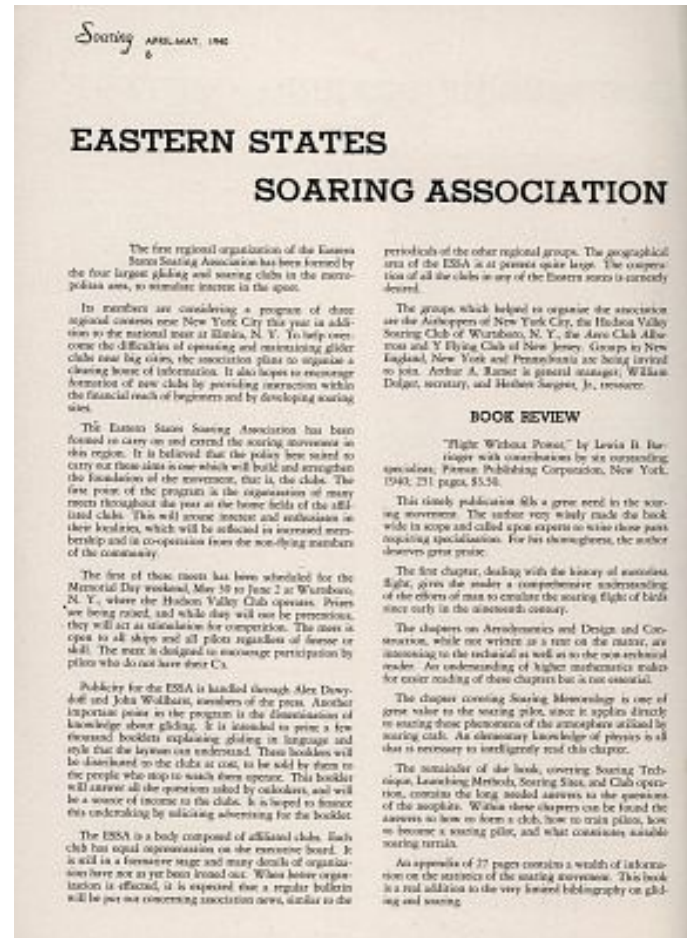 Soaring APRIL-MAY, 1940
6
EASTERN STATES
SOARING ASSOCIATION
The first regional organization of the Eastern
States Soaring Association has been formed by
the four largest gliding and soaring clubs in the metro-
politan area, to stimulate interest in the sport.
Its members are considering a program of three
regional contests near New York City this year in addi-
tion to the national meet at Elmira, N. Y. To help over-
come the difficulties of operating and maintaining glider
clubs near big cities, the association plans to organize a
clearing house of information. It also hopes to encourage
formation of new clubs by providing instruction within
the financial reach of beginners and by developing soaring
sites.
The Eastern States Soaring Association has been
formed to carry on and extend the soaring movement in
this region. It is believed that the policy best suited to
carry out these aims is one which will build and strengthen
the foundation of the movement, that is, the clubs. The
first point of the program is the organization of many
meets throughout the year at the home fields of the affil-
iated clubs. This will arouse interest and enthusiasm in
their localities, which will be reflected in increased mem-
bership and in co-operation from the non-flying members
of the community.
The first of these meets has been scheduled for the
Memorial Day weekend, May 30 to June 2 at Wurtsboro,
N. Y., where the Hudson Valley Club operates. Prizes
are being raised, and while they will not be pretentious,
they will act as stimulation for competition. The meet is
open to all ships and all pilots regardless of finesse or
skill. The meet is designed to encourage participation by
pilots who do not have their C's.
Publicity for the ESSA is handled through Alex Dawy-
doff and John Wollharn, members of the press. Another
important point in the program is the dissemination of
knowledge about gliding. It is intended to print a few
thousand booklets explaining gliding in language and
style that the layman can understand. These booklets will
be distributed to the clubs at cost, to be sold by them to
the people who stop to watch them operate. This booklet
will answer all the questions asked by onlookers, and will
be a source of income to the clubs. It is hoped to finance
this undertaking by soliciting advertising for the booklet.
The ESSA is a body composed of affiliated clubs. Each
club has equal representation on the executive board. It
is still in a formative stage and many details of organiza-
tion have not as yet been ironed out. When better organ-
ization is effected, it is expected that a regular bulletin
will be put out concerning association news, similar to the
periodicals of the other regional groups. The geographical
area of the ESSA is at present quite large. The coopera-
tion of all the clubs in any of the Eastern states is earnestly
desired.
The groups which helped to organize the association
are the Airhoppers of New York City, the Hudson Valley
Soaring Club of Wurtsboro, N. Y., the Aero Club Alba-
tross and Y Flying Club of New Jersey. Groups in New
England, New York and Pennsylvania are being invited
to join. Arthur A. Ramer is general manager; William
Dolger, secretary, and Herbert Sargent, Jr., treasurer.
BOOK REVIEW
"Flight Without Power," by Lewin B. Bar-
ringer with contributions by six outstanding
specialists; Pitman Publishing Corporation, New York,
1940; 251 pages, $3.50.
This timely publication fills a great need in the soar-
ing movement. The author very wisely made the book
wide in scope and called upon experts to write those parts
requiring specialization. For his thoroughness, the author
deserves great praise.
The first chapter, dealing with the history of motorless
flight, gives the reader a comprehensive understanding
of the efforts of man to emulate the soaring flight of birds
since early in the nineteenth century.
The chapters on Aerodynamics and Design and Con-
struction, while not written as a text on the matter, are
interesting to the technical as well as to the non-technical
reader. An understanding of higher mathematics makes
for easier reading of these chapters but is not essential.
The chapter covering Soaring Meteorology is one of
great value to the soaring pilot, since it applies directly
to soaring those phenomena of the atmosphere utilized by
soaring craft. An elementary knowledge of physics is all
that is necessary to intelligently read this chapter.
The remainder of the book, covering Soaring Tech-
nique, Launching Methods, Soaring Sites, and Club opera-
tion, contains the long needed answers to the questions
of the neophite. Within these chapters can be found the
answers to how to form a club, how to train pilots, how
to become a soaring pilot, and what constitutes suitable
soaring terrain.
An appendix of 27 pages contains a wealth of informa-
tion on the statistics of the soaring movement. This book
is a real addition to the very limited bibliography on glid-
ing and soaring.